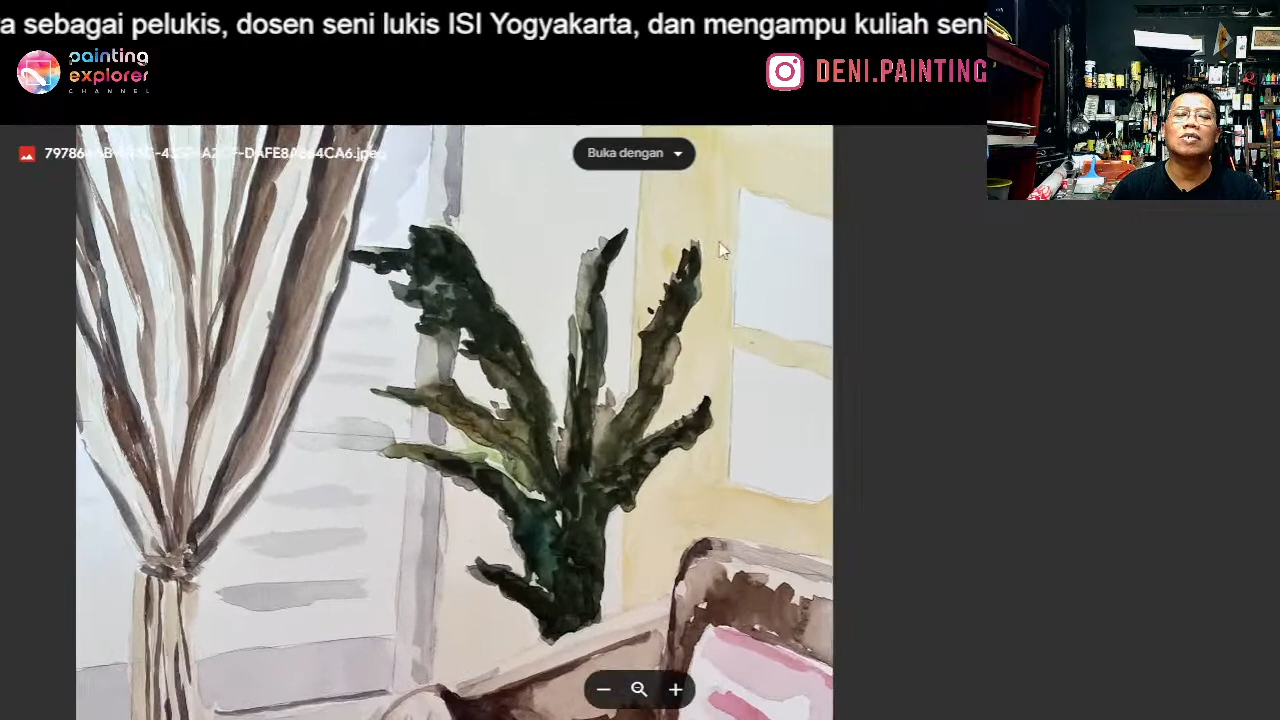 a sebagai pelukis, dosen seni lukis ISI Yogyakarta, dan mengampu kuliah seni
painting
explorer
CHANNEL
DENI.PAINTING
Buka dengan